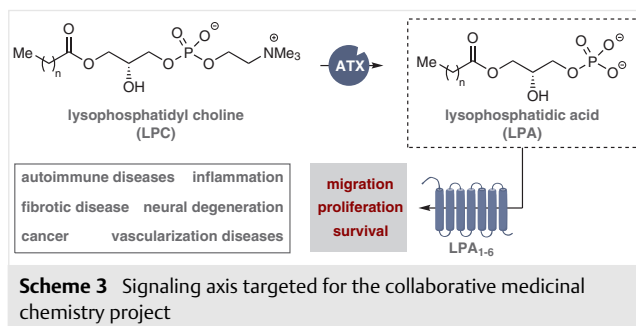 Me
n
O
O
OH
O
P
O
O⊖
O
⊕
NMe3
ATX
Me
n
O
O
OH
O
P
O
O⊖
O⊖
lysophosphatidyl choline
(LPC)
lysophosphatidic acid
(LPA)
autoimmune diseases inflammation
fibrotic disease neural degeneration
cancer vascularization diseases
migration
proliferation
survival
LPA1-6
Scheme 3 Signaling axis targeted for the collaborative medicinal
chemistry project